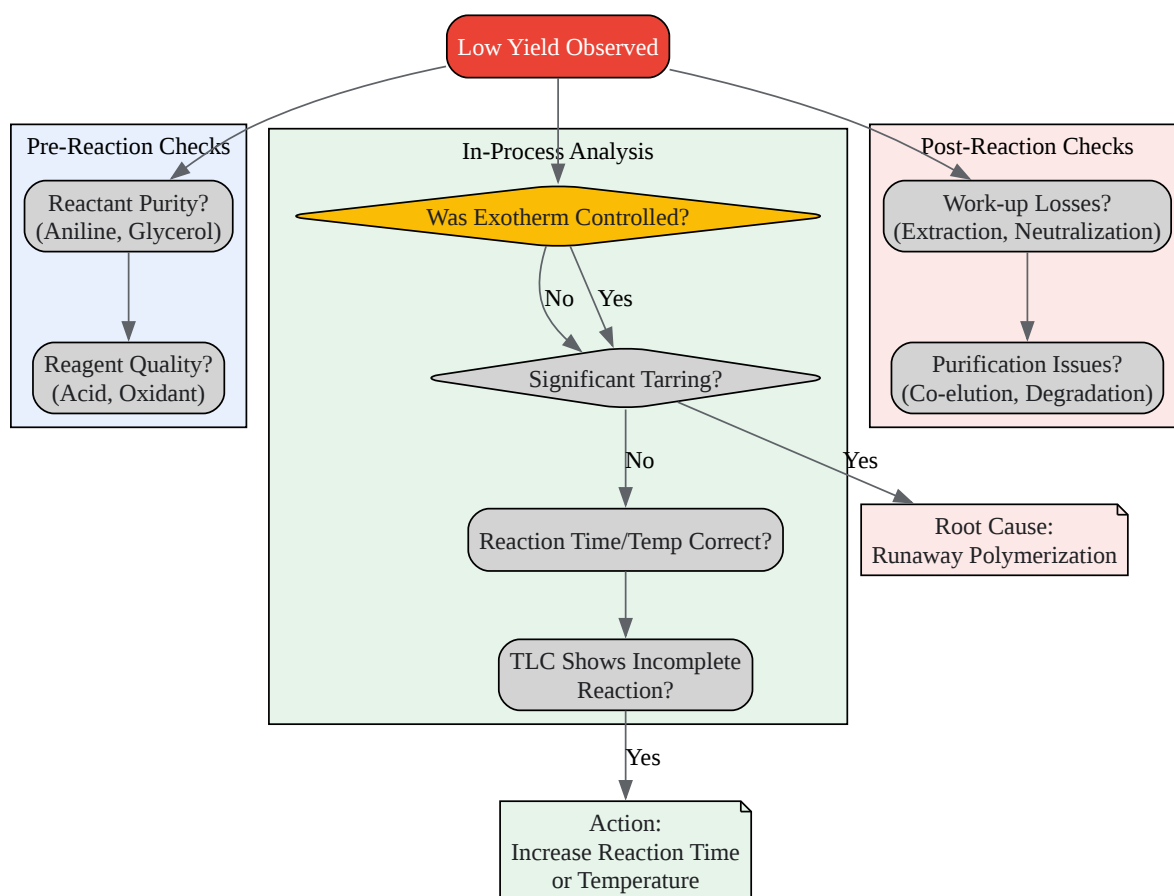 Low Yield Observed
Pre-Reaction Checks
Reactant Purity?
(Aniline, Glycerol)
Reagent Quality?
(Acid, Oxidant)
In-Process Analysis
Was Exotherm Controlled?
No
Yes
Significant Tarring?
No
Yes
Reaction Time/Temp Correct?
TLC Shows Incomplete
Reaction?
Yes
Action:
Increase Reaction Time
or Temperature
Root Cause:
Runaway Polymerization
Post-Reaction Checks
Work-up Losses?
(Extraction, Neutralization)
Purification Issues?
(Co-elution, Degradation)